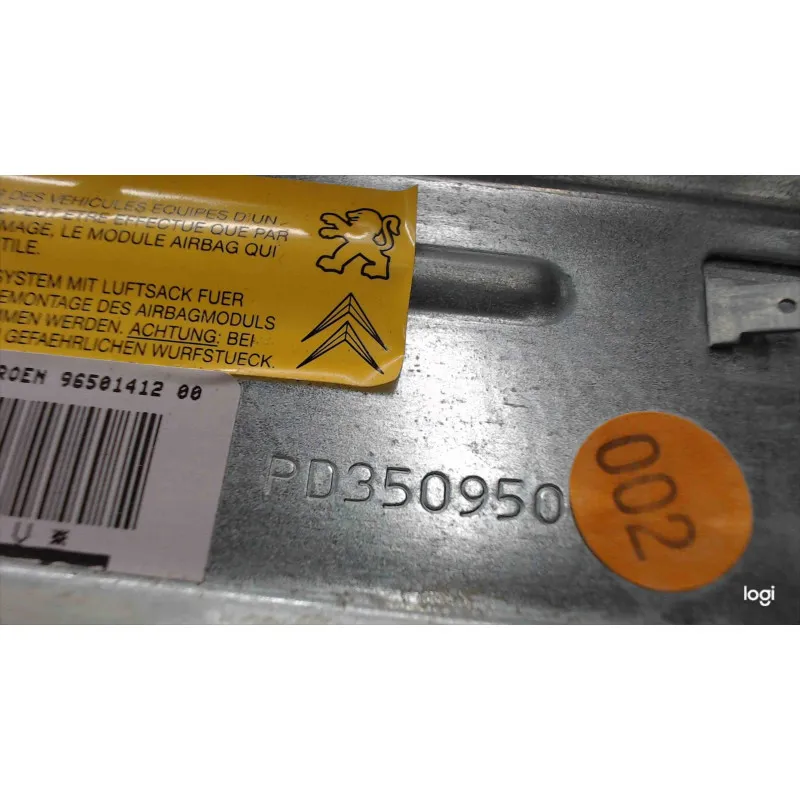 DES VEHICULES EQUIPES D'UN
PEUT ETRE EFFECTUE QUE PAR
MAGE, LE MODULE AIRBAG QUI
TILE.
SYSTEM MIT LUFTSACK FUER
EMONTAGE DES AIRBAGMODULS
MMEN WERDEN. ACHTUNG: BEI
GEFAEHRLICHEN WURFSTUECK.
ROEN 96501412 00
V *
PD350950
002
logi